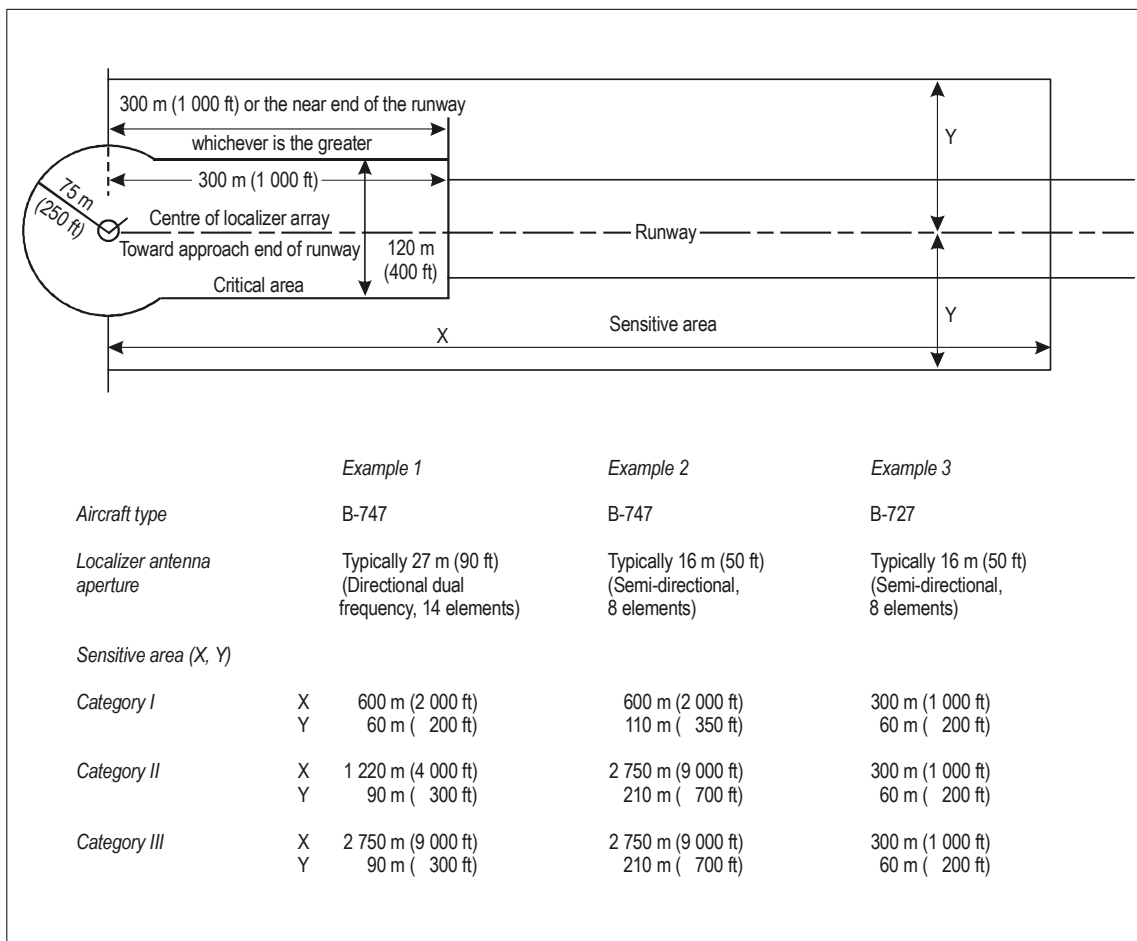 300 m (1 000 ft) or the near end of the runway
whichever is the greater
300 m (1 000 ft)
75 m
(250 ft)
Centre of localizer array
Toward approach end of runway
120 m
(400 ft)
Critical area
Runway
Y
Y
Sensitive area
X
Example 1 Example 2 Example 3
Aircraft type B-747 B-747 B-727
Localizer antenna Typically 27 m (90 ft) Typically 16 m (50 ft) Typically 16 m (50 ft)
aperture (Directional dual (Semi-directional, (Semi-directional,
frequency, 14 elements) 8 elements) 8 elements)
Sensitive area (X, Y)
Category I X 600 m (2 000 ft) 600 m (2 000 ft) 300 m (1 000 ft)
Y 60 m ( 200 ft) 110 m ( 350 ft) 60 m ( 200 ft)
Category II X 1 220 m (4 000 ft) 2 750 m (9 000 ft) 300 m (1 000 ft)
Y 90 m ( 300 ft) 210 m ( 700 ft) 60 m ( 200 ft)
Category III X 2 750 m (9 000 ft) 2 750 m (9 000 ft) 300 m (1 000 ft)
Y 90 m ( 300 ft) 210 m ( 700 ft) 60 m ( 200 ft)